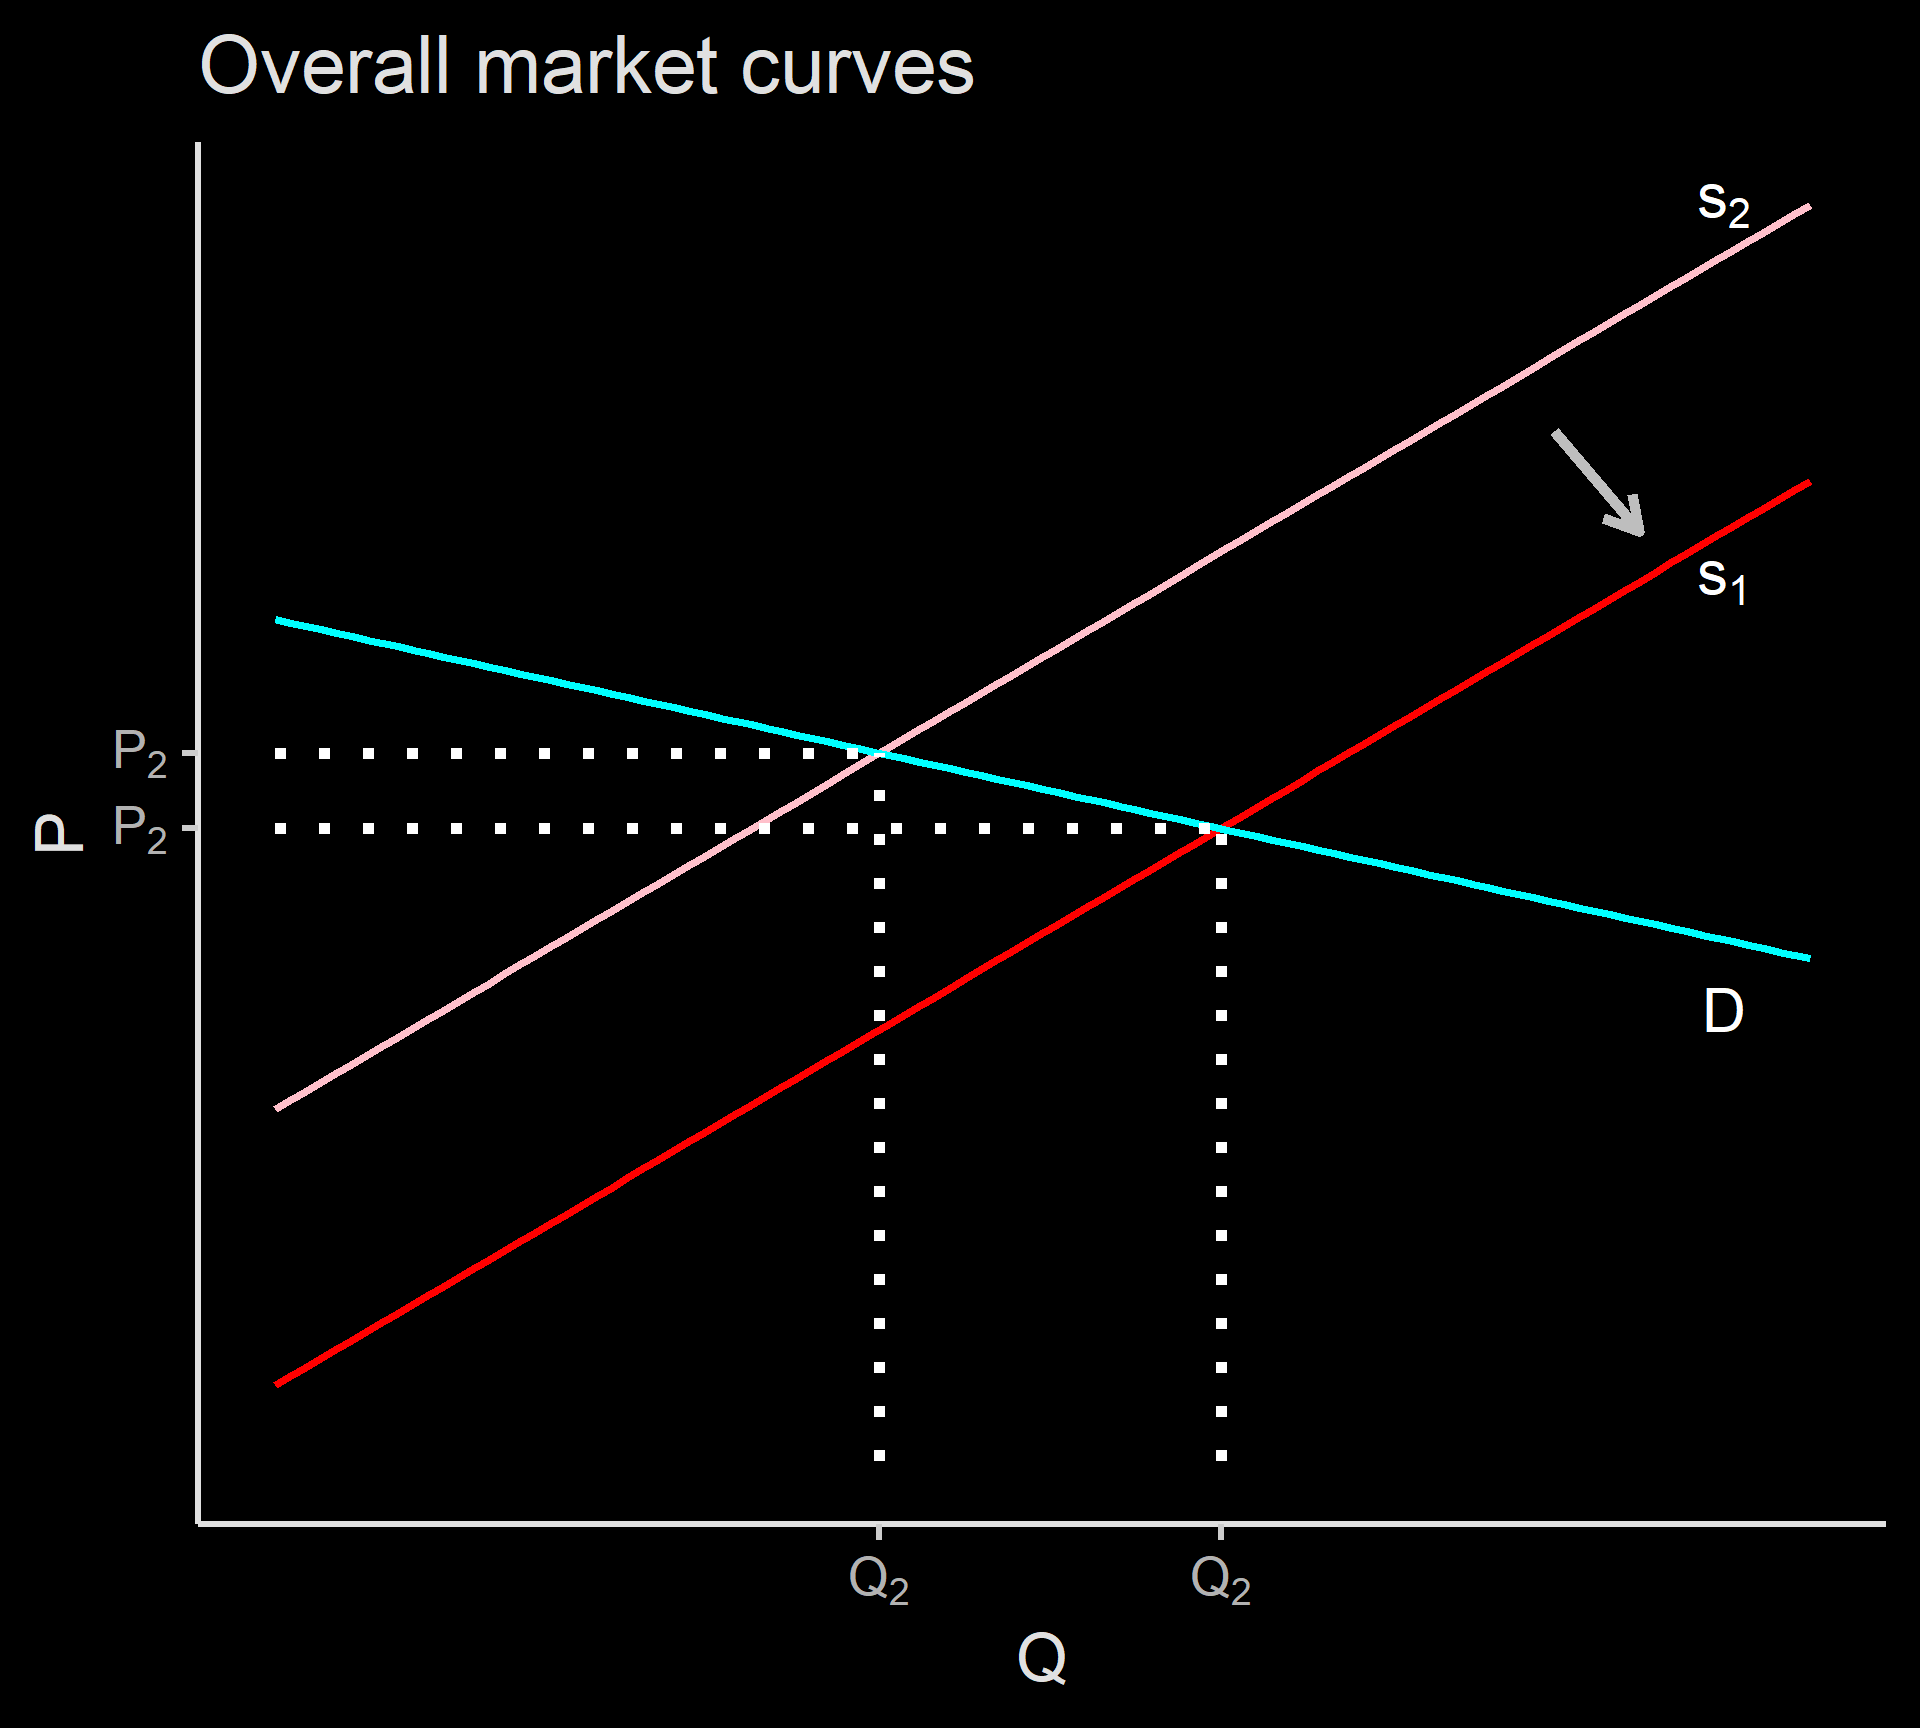 Overall market curves
s₂
s₁
P₂
P₂
P
D
Q₂ Q₂
Q